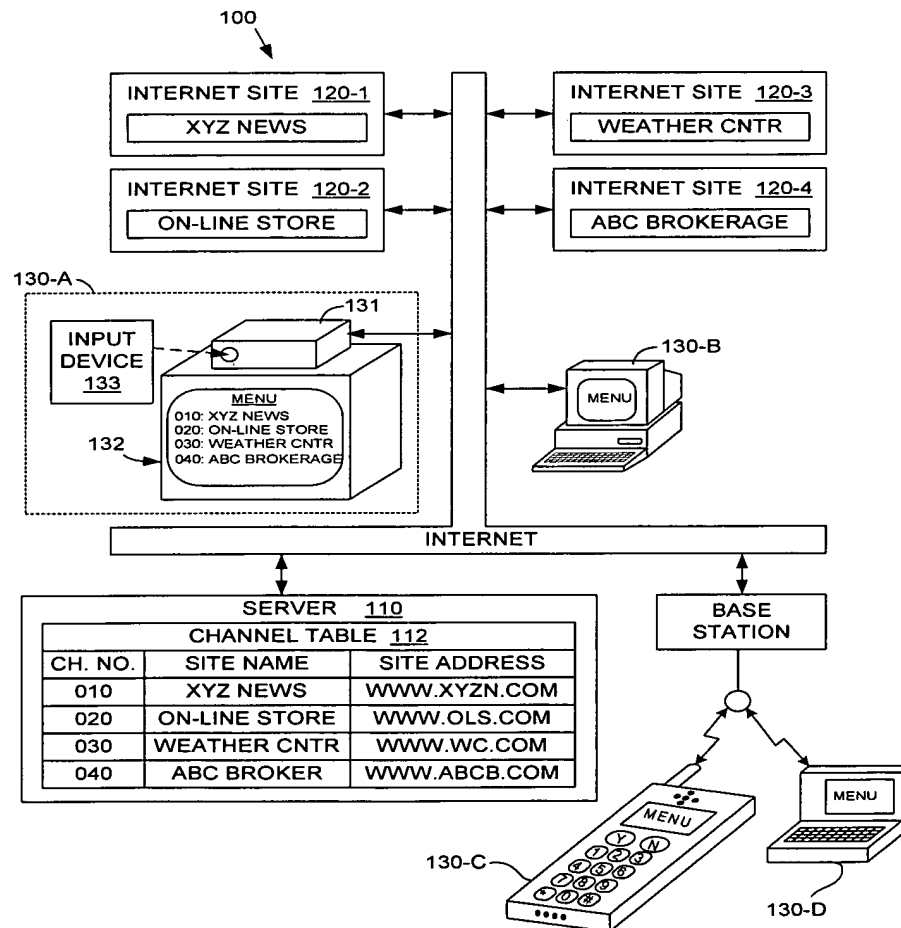 100
INTERNET SITE 120-1
XYZ NEWS
INTERNET SITE 120-3
WEATHER CNTR
INTERNET SITE 120-2
ON-LINE STORE
INTERNET SITE 120-4
ABC BROKERAGE
130-A
131
INPUT
DEVICE
133
132
MENU
010: XYZ NEWS
020: ON-LINE STORE
030: WEATHER CNTR
040: ABC BROKERAGE
130-B
MENU
INTERNET
SERVER 110
CHANNEL TABLE 112
CH. NO. SITE NAME SITE ADDRESS
010 XYZ NEWS WWW.XYZN.COM
020 ON-LINE STORE WWW.OLS.COM
030 WEATHER CNTR WWW.WC.COM
040 ABC BROKER WWW.ABCB.COM
BASE
STATION
MENU
Y N
1 2 3
4 5 6
7 8 9
* 0 #
130-C
MENU
130-D